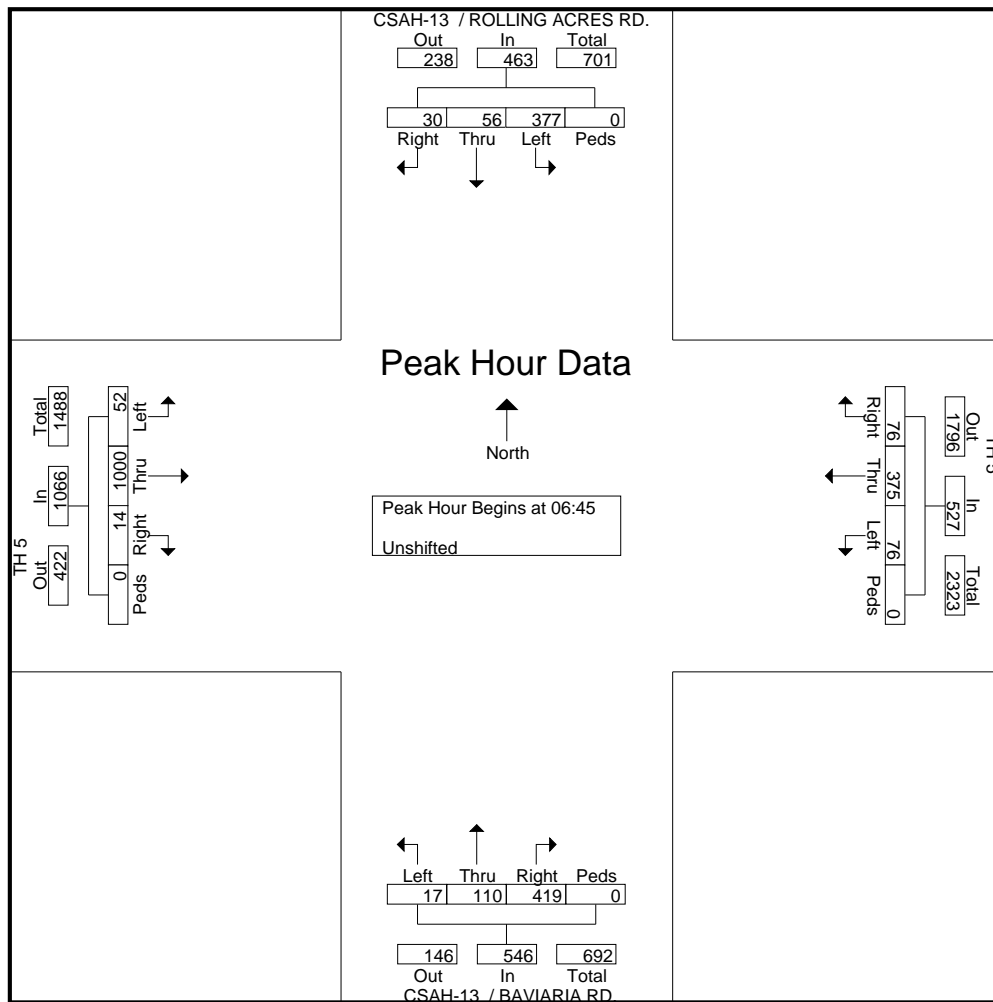 CSAH-13 / ROLLING ACRES RD.
Out In Total
238 463 701
30 56 377 0
Right Thru Left Peds
Peak Hour Data
North
Peak Hour Begins at 06:45
Unshifted
Left Thru Right Peds
52 1000 14 0
Total In Out
1488 1066 422
TH 5
Right Thru Left Peds
76 375 76 0
Out In Total
1796 527 2323
TH 5
Left Thru Right Peds
17 110 419 0
146 546 692
Out In Total
CSAH-13 / BAVIARIA RD.